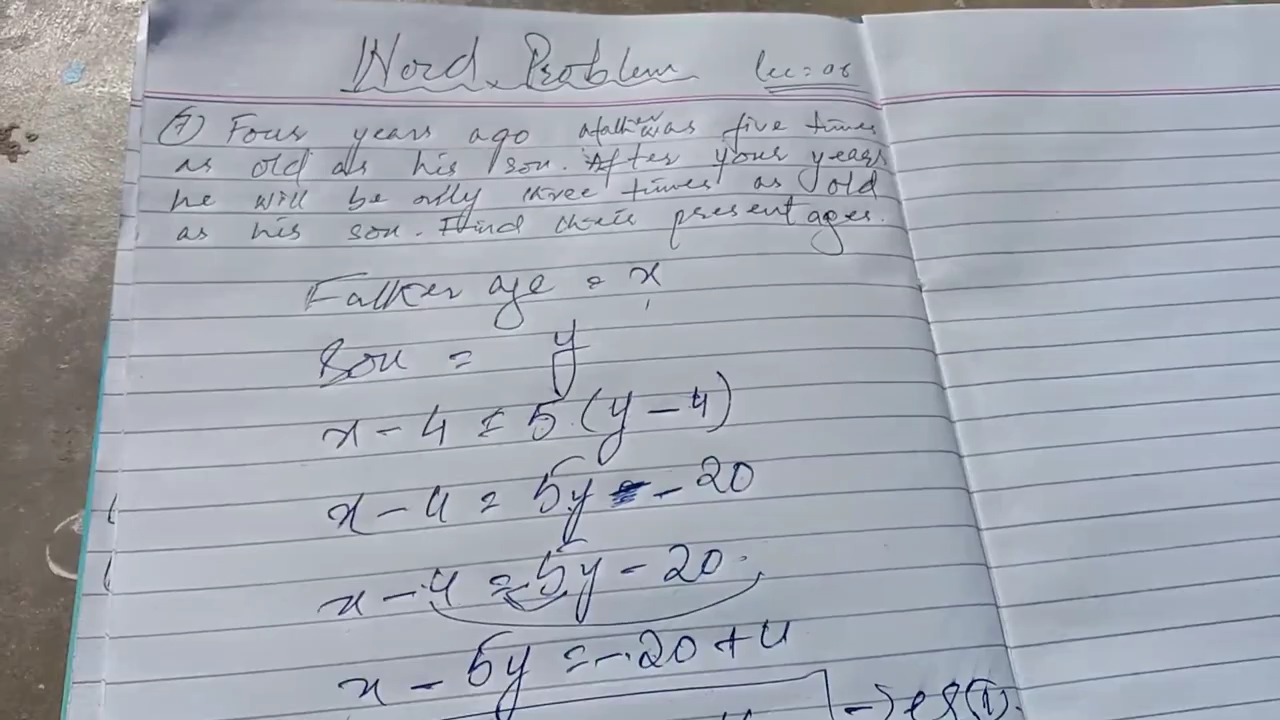 Word Problem lec=06
① Four years ago a father was five times
as old as his son. After your years
he will be only three times as old
as his son. Find their present ages.
Father age = x
Son = y
x - 4 = 5(y - 4)
x - 4 = 5y - 20
x - 4 = 5y - 20
x - 5y = - 20 + 4
→ eq(1).